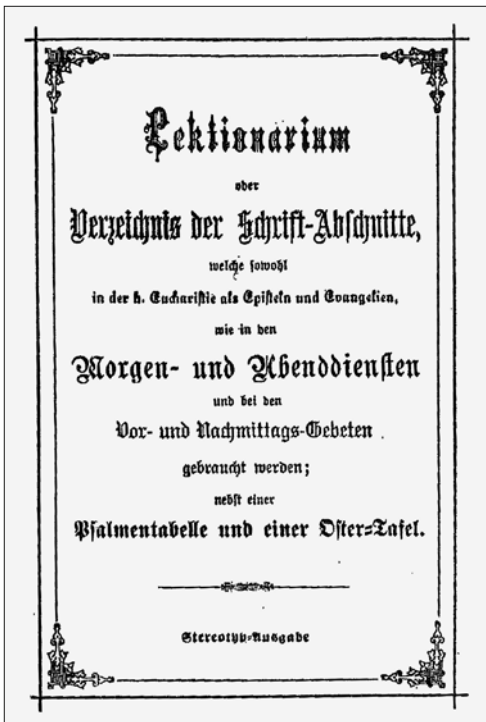 Lektionarium
oder
Verzeichnis der Schrift-Abschnitte,
welche sowohl
in der h. Eucharistie als Episteln und Evangelien,
wie in den
Morgen- und Abenddiensten
und bei den
Vor- und Nachmittags-Gebeten
gebraucht werden;
nebst einer
Psalmentabelle und einer Oster-Tafel.
Stereotyp-Ausgabe